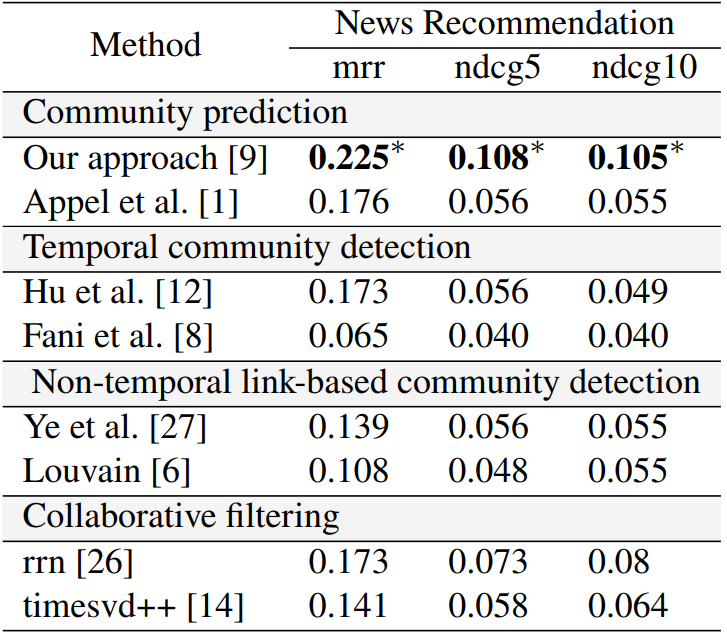 Method News Recommendation
mrr ndcg5 ndcg10
Community prediction
Our approach [9] 0.225* 0.108* 0.105*
Appel et al. [1] 0.176 0.056 0.055
Temporal community detection
Hu et al. [12] 0.173 0.056 0.049
Fani et al. [8] 0.065 0.040 0.040
Non-temporal link-based community detection
Ye et al. [27] 0.139 0.056 0.055
Louvain [6] 0.108 0.048 0.055
Collaborative filtering
rrn [26] 0.173 0.073 0.08
timesvd++ [14] 0.141 0.058 0.064